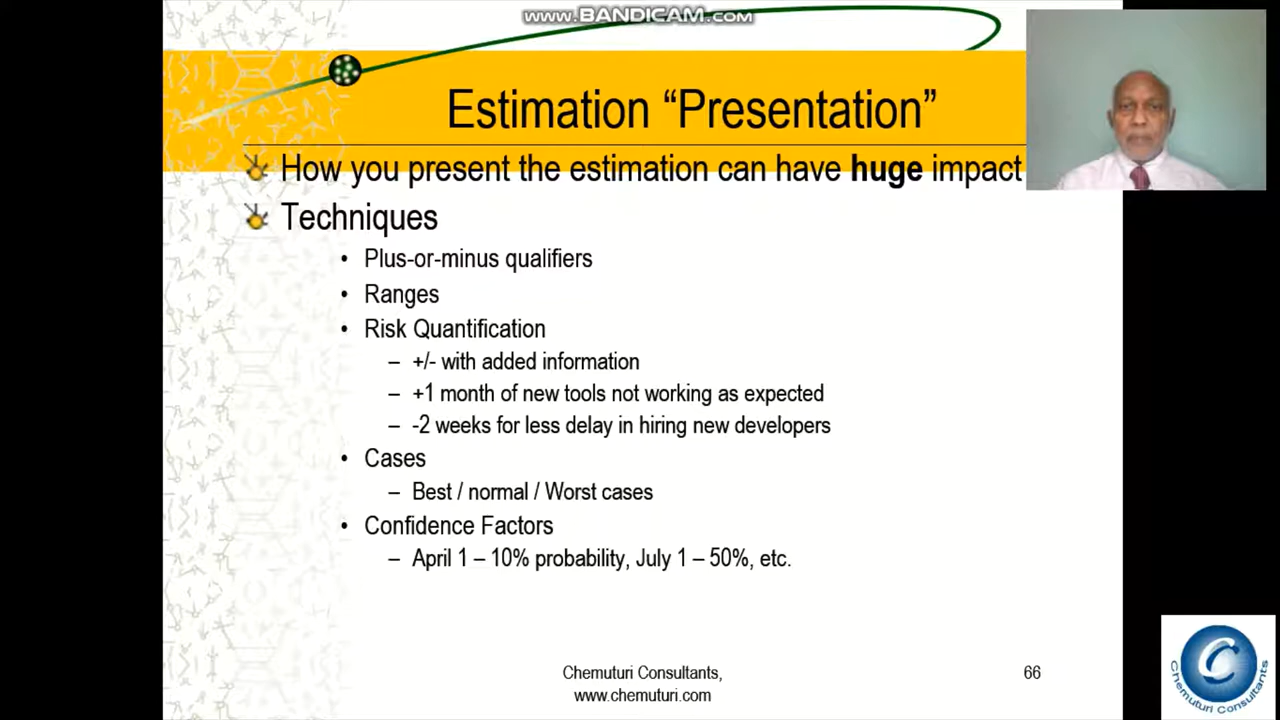 www.BANDICAM.com
Estimation “Presentation”
How you present the estimation can have huge impact
Techniques
• Plus-or-minus qualifiers
• Ranges
• Risk Quantification
– +/- with added information
– +1 month of new tools not working as expected
– -2 weeks for less delay in hiring new developers
• Cases
– Best / normal / Worst cases
• Confidence Factors
– April 1 – 10% probability, July 1 – 50%, etc.
Chemuturi Consultants,
www.chemuturi.com
66
C
Chemuturi Consultants